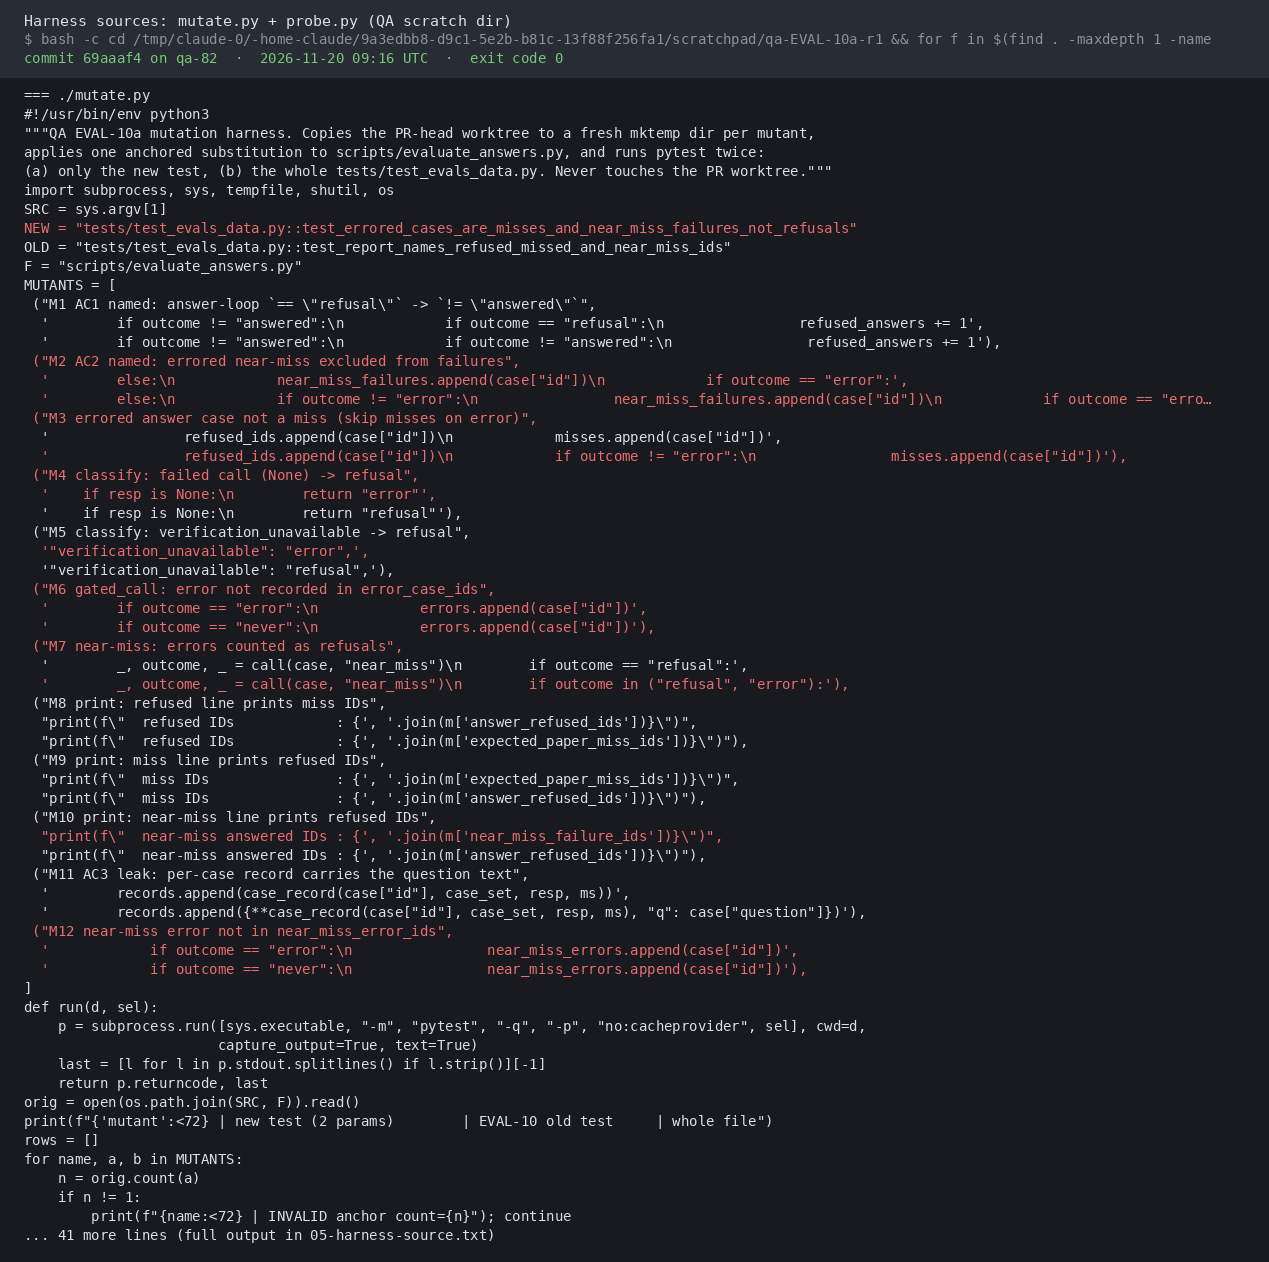 Harness sources: mutate.py + probe.py (QA scratch dir)
$ bash -c cd /tmp/claude-0/-home-claude/9a3edbb8-d9c1-5e2b-b81c-13f88f256fa1/scratchpad/qa-EVAL-10a-r1 && for f in $(find . -maxdepth 1 -name
commit 69aaaf4 on qa-82  ·  2026-11-20 09:16 UTC  ·  exit code 0
=== ./mutate.py
#!/usr/bin/env python3
"""QA EVAL-10a mutation harness. Copies the PR-head worktree to a fresh mktemp dir per mutant,
applies one anchored substitution to scripts/evaluate_answers.py, and runs pytest twice:
(a) only the new test, (b) the whole tests/test_evals_data.py. Never touches the PR worktree."""
import subprocess, sys, tempfile, shutil, os
SRC = sys.argv[1]
NEW = "tests/test_evals_data.py::test_errored_cases_are_misses_and_near_miss_failures_not_refusals"
OLD = "tests/test_evals_data.py::test_report_names_refused_missed_and_near_miss_ids"
F = "scripts/evaluate_answers.py"
MUTANTS = [
 ("M1 AC1 named: answer-loop `== \"refusal\"` -> `!= \"answered\"`",
  '        if outcome != "answered":\n            if outcome == "refusal":\n                refused_answers += 1',
  '        if outcome != "answered":\n            if outcome != "answered":\n                refused_answers += 1'),
 ("M2 AC2 named: errored near-miss excluded from failures",
  '        else:\n            near_miss_failures.append(case["id"])\n            if outcome == "error":',
  '        else:\n            if outcome != "error":\n                near_miss_failures.append(case["id"])\n            if outcome == "erro…
 ("M3 errored answer case not a miss (skip misses on error)",
  '                refused_ids.append(case["id"])\n            misses.append(case["id"])',
  '                refused_ids.append(case["id"])\n            if outcome != "error":\n                misses.append(case["id"])'),
 ("M4 classify: failed call (None) -> refusal",
  '    if resp is None:\n        return "error"',
  '    if resp is None:\n        return "refusal"'),
 ("M5 classify: verification_unavailable -> refusal",
  '"verification_unavailable": "error",',
  '"verification_unavailable": "refusal",'),
 ("M6 gated_call: error not recorded in error_case_ids",
  '        if outcome == "error":\n            errors.append(case["id"])',
  '        if outcome == "never":\n            errors.append(case["id"])'),
 ("M7 near-miss: errors counted as refusals",
  '        _, outcome, _ = call(case, "near_miss")\n        if outcome == "refusal":',
  '        _, outcome, _ = call(case, "near_miss")\n        if outcome in ("refusal", "error"):'),
 ("M8 print: refused line prints miss IDs",
  "print(f\"  refused IDs            : {', '.join(m['answer_refused_ids'])}\")",
  "print(f\"  refused IDs            : {', '.join(m['expected_paper_miss_ids'])}\")"),
 ("M9 print: miss line prints refused IDs",
  "print(f\"  miss IDs               : {', '.join(m['expected_paper_miss_ids'])}\")",
  "print(f\"  miss IDs               : {', '.join(m['answer_refused_ids'])}\")"),
 ("M10 print: near-miss line prints refused IDs",
  "print(f\"  near-miss answered IDs : {', '.join(m['near_miss_failure_ids'])}\")",
  "print(f\"  near-miss answered IDs : {', '.join(m['answer_refused_ids'])}\")"),
 ("M11 AC3 leak: per-case record carries the question text",
  '        records.append(case_record(case["id"], case_set, resp, ms))',
  '        records.append({**case_record(case["id"], case_set, resp, ms), "q": case["question"]})'),
 ("M12 near-miss error not in near_miss_error_ids",
  '            if outcome == "error":\n                near_miss_errors.append(case["id"])',
  '            if outcome == "never":\n                near_miss_errors.append(case["id"])'),
]
def run(d, sel):
    p = subprocess.run([sys.executable, "-m", "pytest", "-q", "-p", "no:cacheprovider", sel], cwd=d,
                       capture_output=True, text=True)
    last = [l for l in p.stdout.splitlines() if l.strip()][-1]
    return p.returncode, last
orig = open(os.path.join(SRC, F)).read()
print(f"{'mutant':<72} | new test (2 params)        | EVAL-10 old test     | whole file")
rows = []
for name, a, b in MUTANTS:
    n = orig.count(a)
    if n != 1:
        print(f"{name:<72} | INVALID anchor count={n}"); continue
... 41 more lines (full output in 05-harness-source.txt)